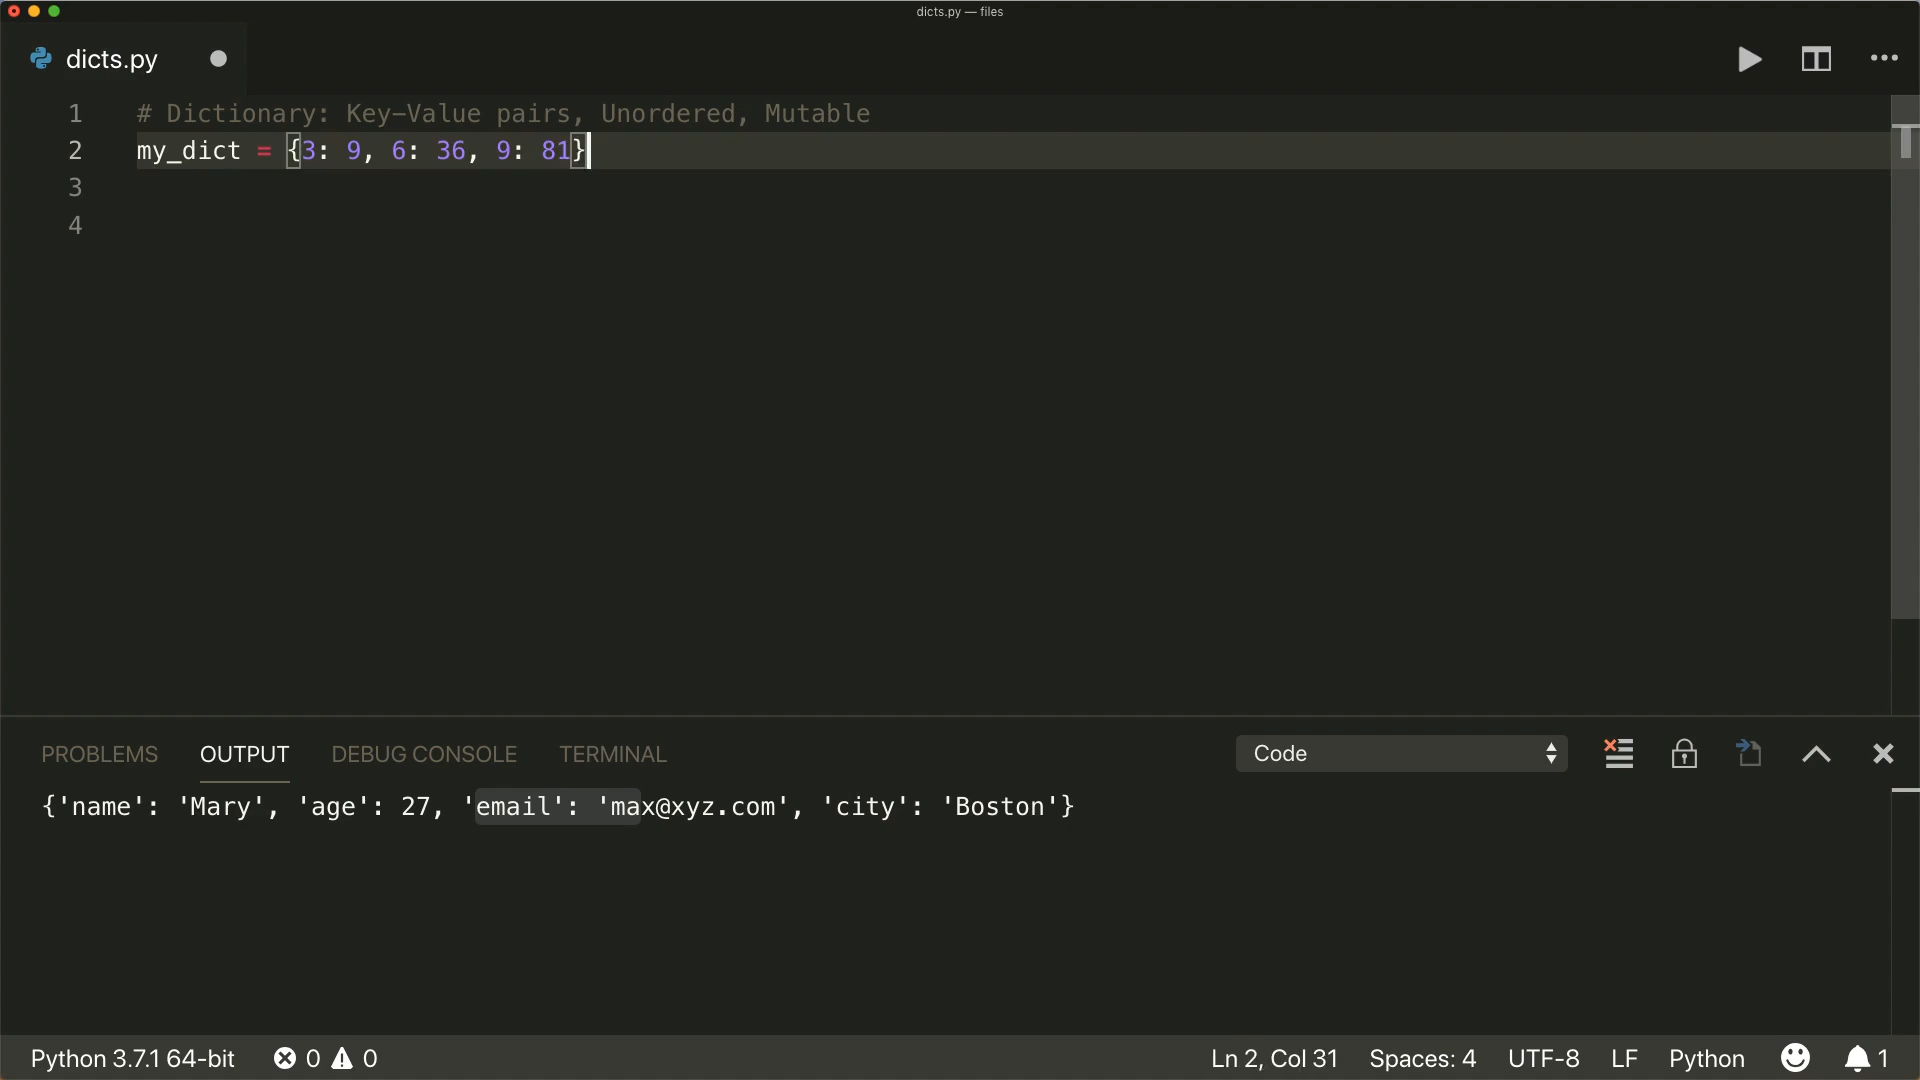 dicts.py — files
dicts.py
1 # Dictionary: Key-Value pairs, Unordered, Mutable
2 my_dict = {3: 9, 6: 36, 9: 81}
3
4
PROBLEMS OUTPUT DEBUG CONSOLE TERMINAL Code
{'name': 'Mary', 'age': 27, 'email': 'max@xyz.com', 'city': 'Boston'}
Python 3.7.1 64-bit 0 0 Ln 2, Col 31 Spaces: 4 UTF-8 LF Python 1